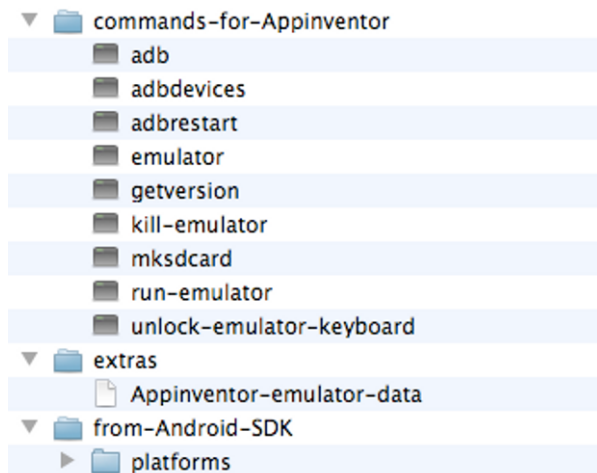 commands-for-Appinventor
adb
adbdevices
adbrestart
emulator
getversion
kill-emulator
mksdcard
run-emulator
unlock-emulator-keyboard
extras
Appinventor-emulator-data
from-Android-SDK
platforms